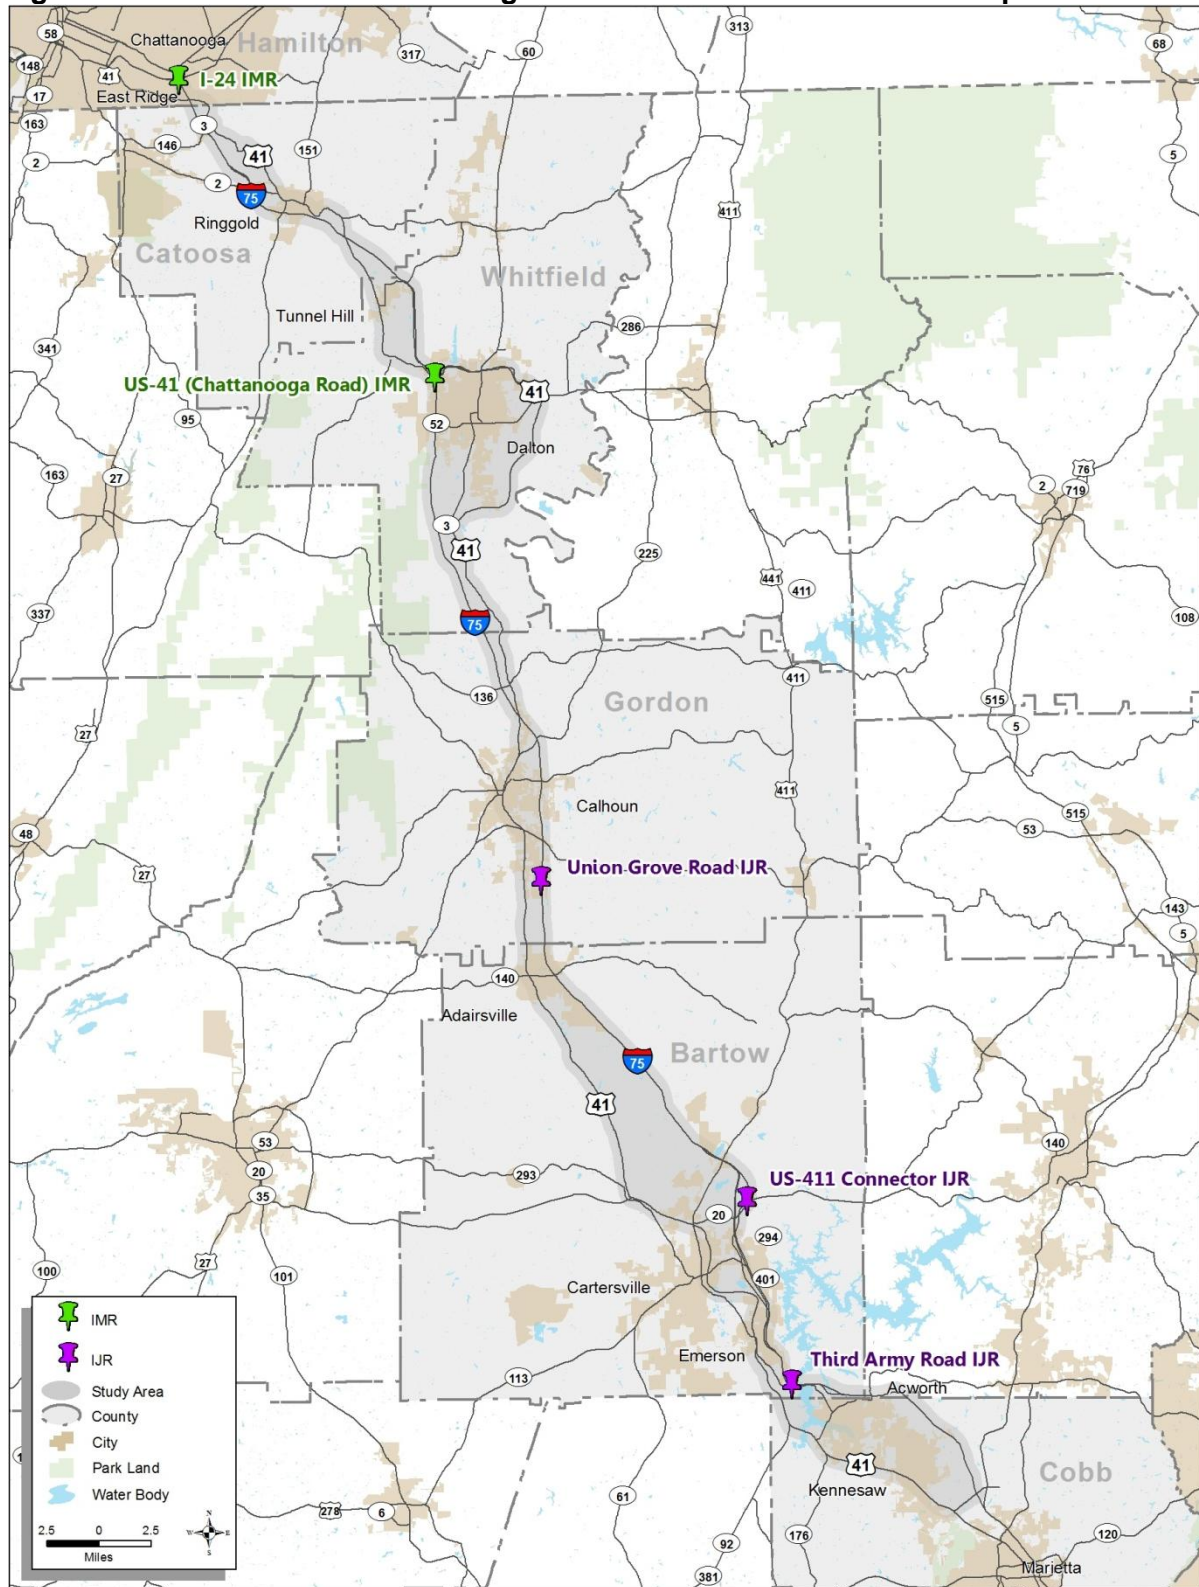 58
Chattanooga
Hamilton
317
60
313
68
148
41
I-24 IMR
17
East Ridge
163
3
146
41
151
2
5
2
75
411
Ringgold
Catoosa
Whitfield
Tunnel Hill
286
341
US-41 (Chattanooga Road) IMR
41
95
52
Dalton
163
27
76
2
719
3
41
225
441
411
337
75
108
411
136
Gordon
515
27
5
411
Calhoun
515
48
53
Union Grove Road IJR
27
143
5
140
Adairsville
75
Bartow
41
53
140
20
293
US-411 Connector IJR
35
20
294
27
100
101
401
Cartersville
IMR
Emerson
Third Army Road IJR
IJR
113
Acworth
Study Area
County
City
41
Cobb
Park Land
Kennesaw
Water Body
61
278
6
N
W
E
S
2.5 0 2.5
Miles
176
120
92
381
Marietta